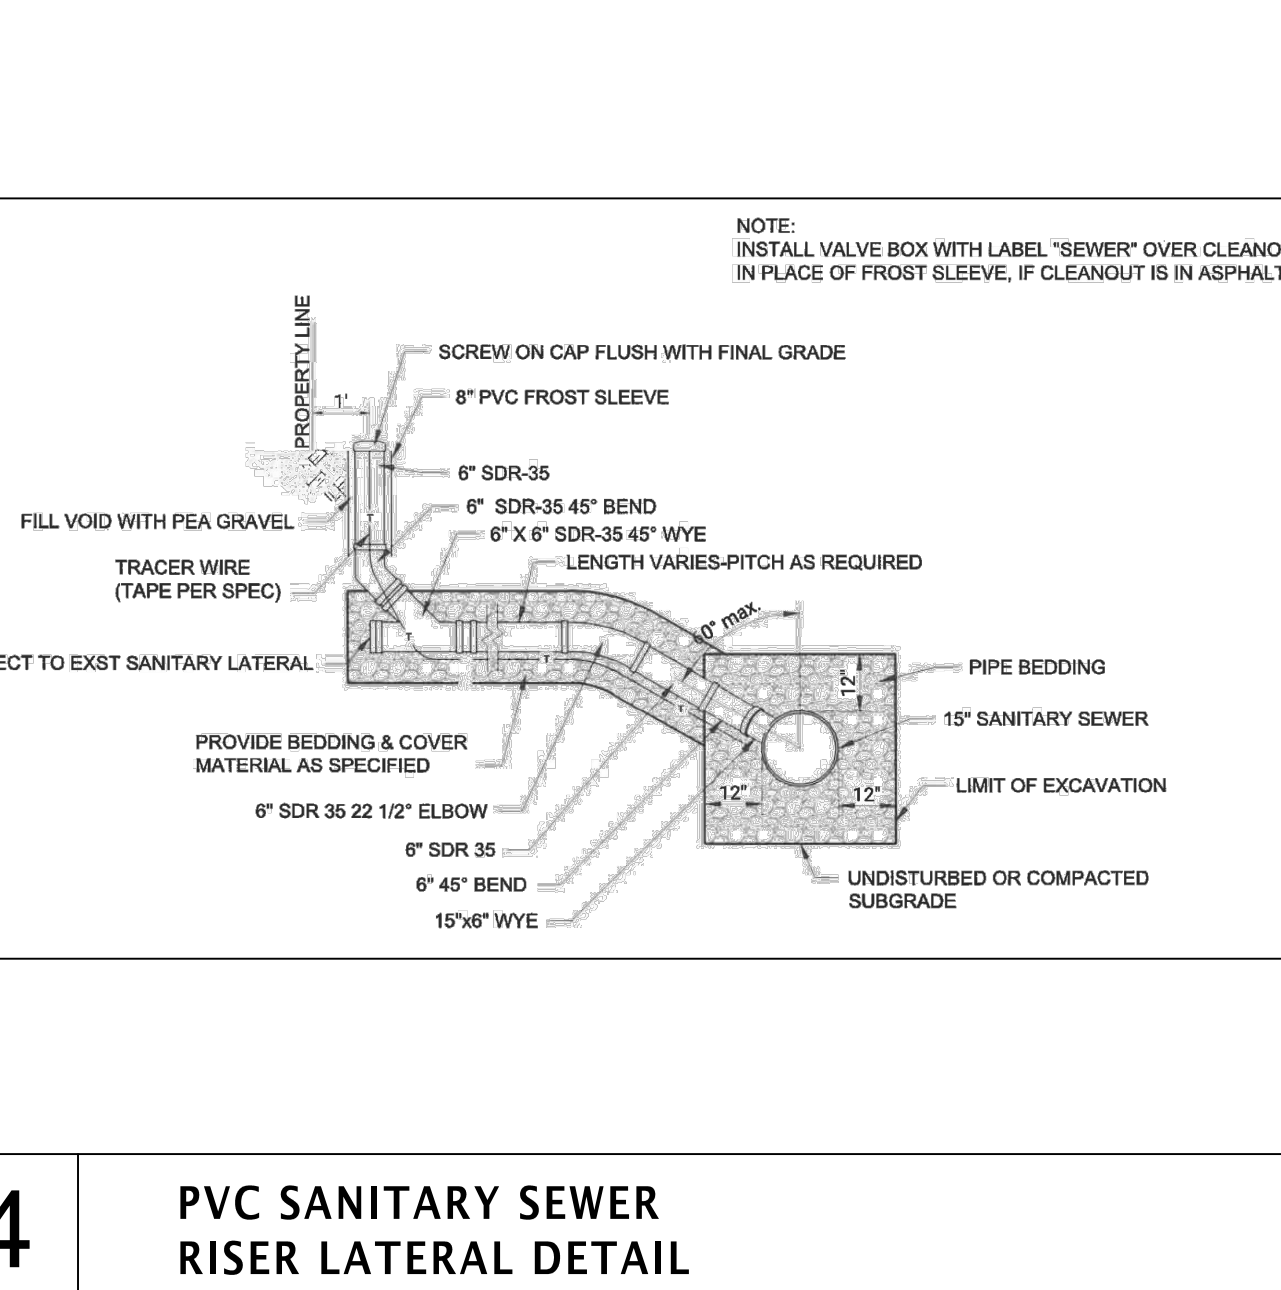 NOTE:
INSTALL VALVE BOX WITH LABEL "SEWER" OVER CLEANO
IN PLACE OF FROST SLEEVE, IF CLEANOUT IS IN ASPHALT
PROPERTY LINE
SCREW ON CAP FLUSH WITH FINAL GRADE
1'
8" PVC FROST SLEEVE
6" SDR-35
6" SDR-35 45° BEND
FILL VOID WITH PEA GRAVEL
T
6" X 6" SDR-35 45° WYE
LENGTH VARIES-PITCH AS REQUIRED
TRACER WIRE
(TAPE PER SPEC)
60° max.
T
ECT TO EXST SANITARY LATERAL
T
PIPE BEDDING
12"
T
15" SANITARY SEWER
PROVIDE BEDDING & COVER
MATERIAL AS SPECIFIED
LIMIT OF EXCAVATION
12"
12"
6" SDR 35 22 1/2° ELBOW
6" SDR 35
6" 45° BEND
UNDISTURBED OR COMPACTED
SUBGRADE
15"x6" WYE
4
PVC SANITARY SEWER
RISER LATERAL DETAIL